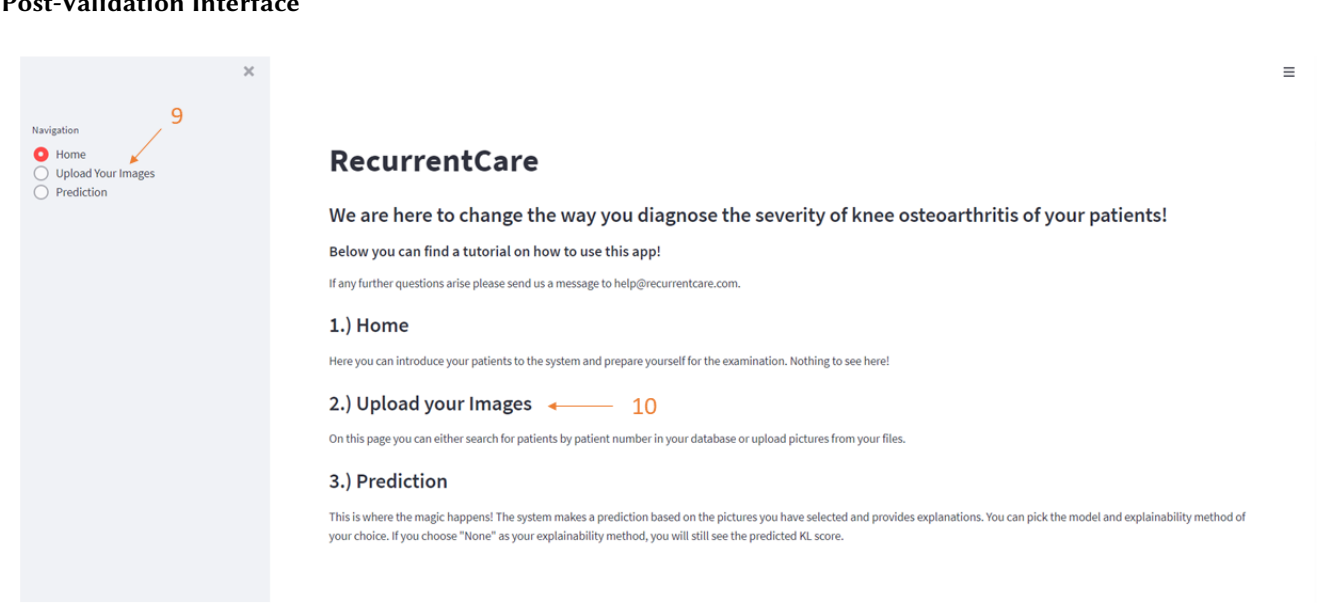 Post-Validation Interface
×
≡
9
Navigation
Home
Upload Your Images
Prediction
RecurrentCare
We are here to change the way you diagnose the severity of knee osteoarthritis of your patients!
Below you can find a tutorial on how to use this app!
If any further questions arise please send us a message to help@recurrentcare.com.
1.) Home
Here you can introduce your patients to the system and prepare yourself for the examination. Nothing to see here!
2.) Upload your Images
10
On this page you can either search for patients by patient number in your database or upload pictures from your files.
3.) Prediction
This is where the magic happens! The system makes a prediction based on the pictures you have selected and provides explanations. You can pick the model and explainability method of
your choice. If you choose "None" as your explainability method, you will still see the predicted KL score.